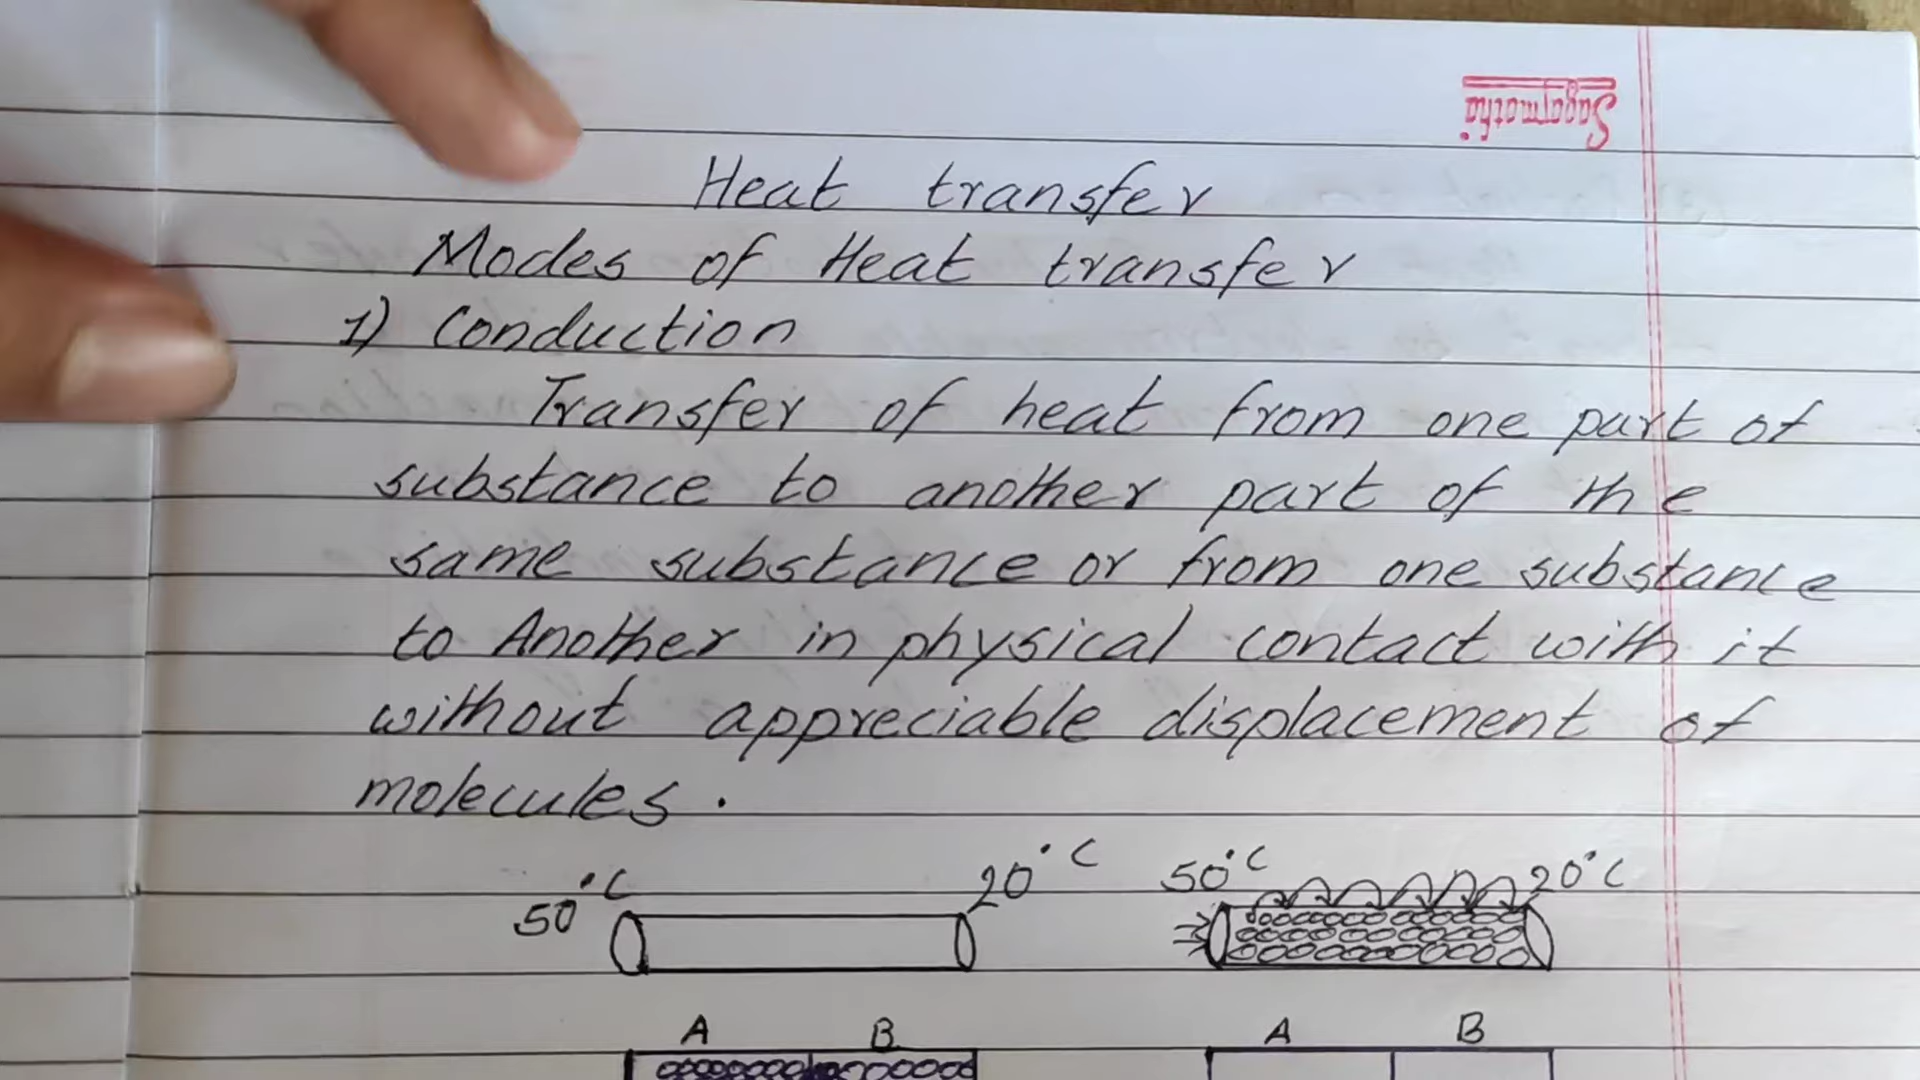 Sagarmatha
Heat transfer
Modes of Heat transfer
1) Conduction
Transfer of heat from one part of
substance to another part of the
same substance or from one substance
to Another in physical contact with it
without appreciable displacement of
molecules.
50°C 20°C 50°C 20°C
A B A B